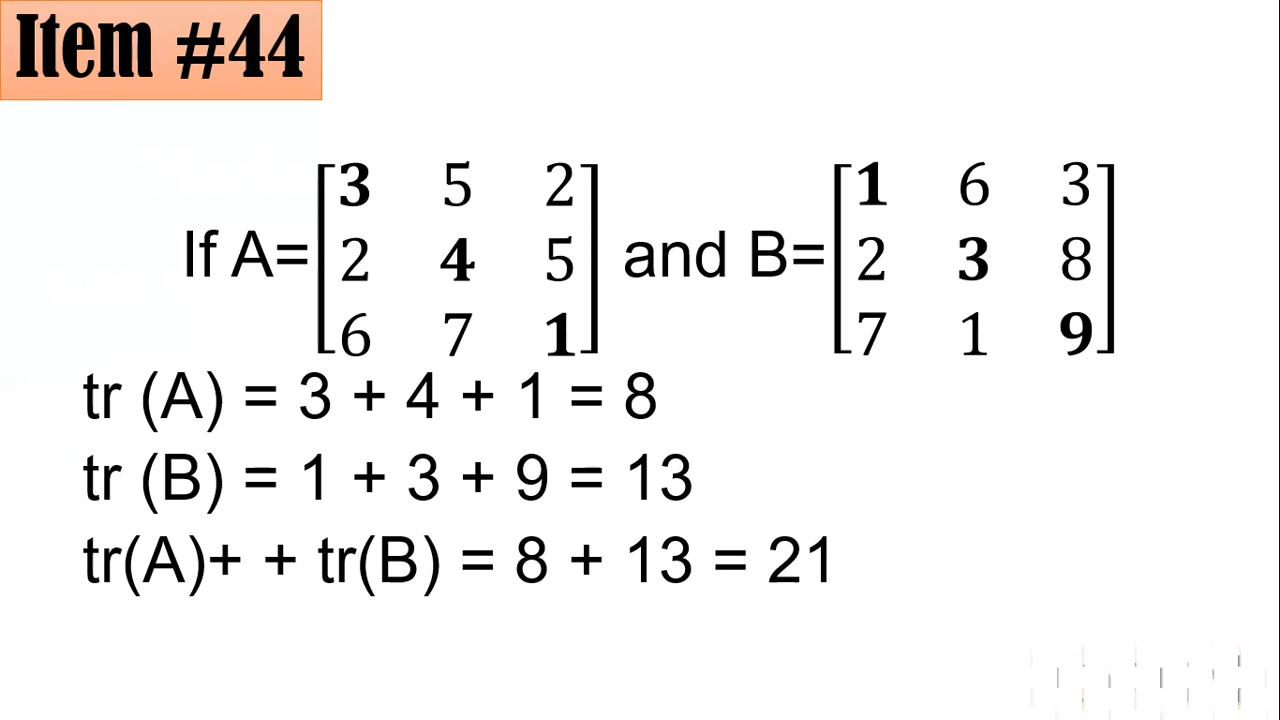 Item #44
If A= [3 5 2
2 4 5
6 7 1] and B= [1 6 3
2 3 8
7 1 9]
tr (A) = 3 + 4 + 1 = 8
tr (B) = 1 + 3 + 9 = 13
tr(A)+ + tr(B) = 8 + 13 = 21